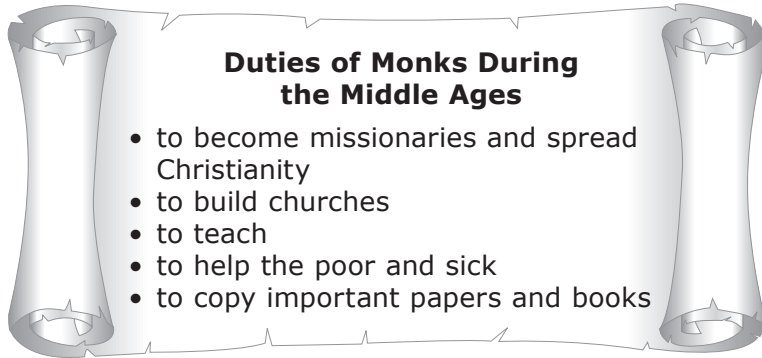 Duties of Monks During
the Middle Ages
• to become missionaries and spread
Christianity
• to build churches
• to teach
• to help the poor and sick
• to copy important papers and books